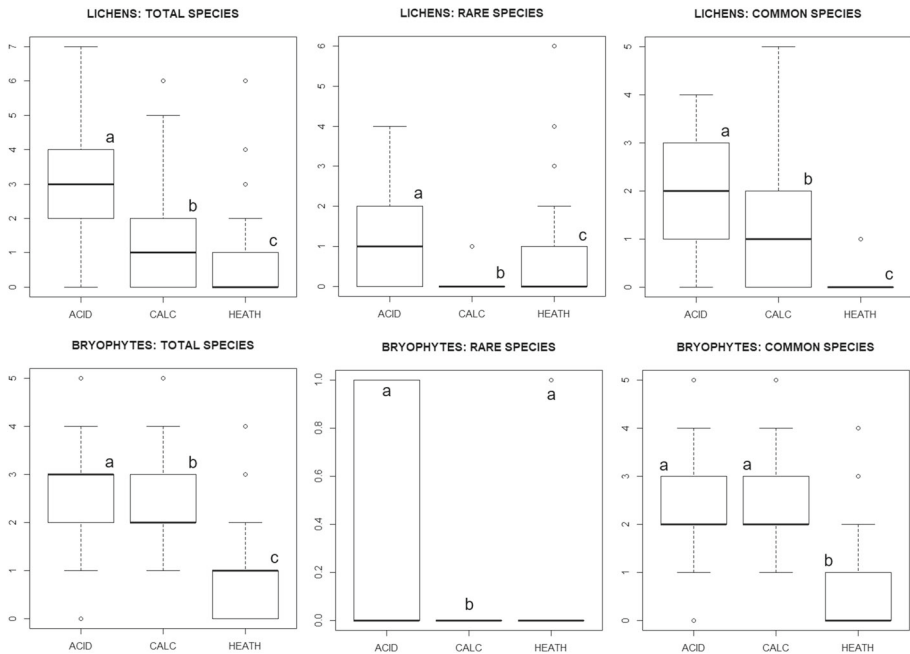 LICHENS: TOTAL SPECIES
7
6
5
4
3
2
1
0
a
b
c
ACID CALC HEATH
LICHENS: RARE SPECIES
6
5
4
3
2
1
0
a
b
c
ACID CALC HEATH
LICHENS: COMMON SPECIES
5
4
3
2
1
0
a
b
c
ACID CALC HEATH
BRYOPHYTES: TOTAL SPECIES
5
4
3
2
1
0
a
b
c
ACID CALC HEATH
BRYOPHYTES: RARE SPECIES
1.0
0.8
0.6
0.4
0.2
0.0
a
b
a
ACID CALC HEATH
BRYOPHYTES: COMMON SPECIES
5
4
3
2
1
0
a
a
b
ACID CALC HEATH